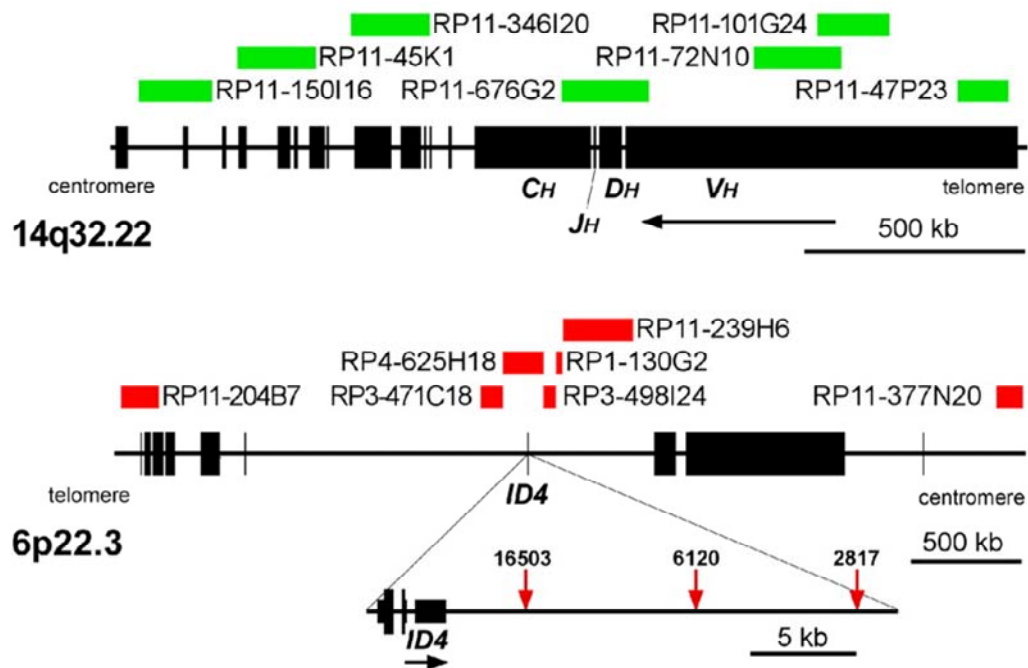 RP11-346I20 RP11-101G24
RP11-45K1 RP11-72N10
RP11-150I16 RP11-676G2 RP11-47P23
centromere CH DH VH telomere
JH
14q32.22
500 kb
RP11-239H6
RP4-625H18 RP1-130G2
RP11-204B7 RP3-471C18 RP3-498I24 RP11-377N20
telomere ID4 centromere
6p22.3
500 kb
16503 6120 2817
ID4
5 kb